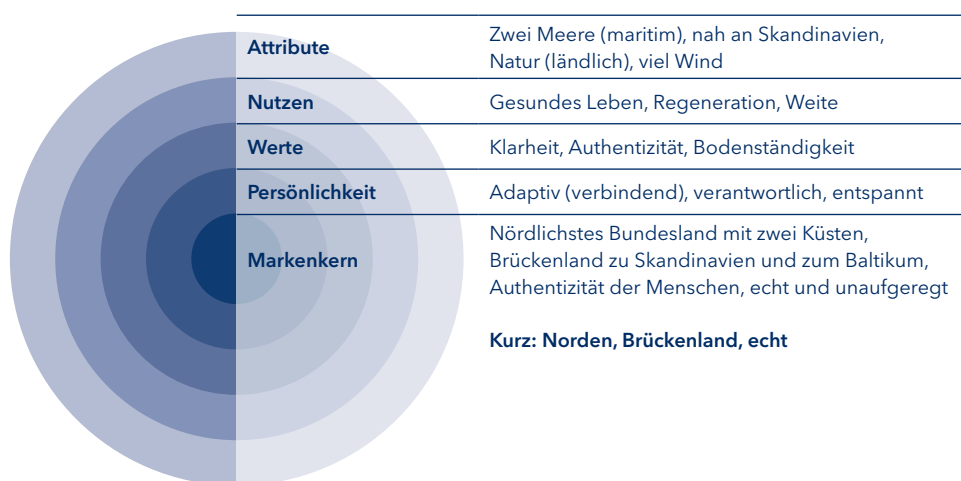 Attribute
Zwei Meere (maritim), nah an Skandinavien,
Natur (ländlich), viel Wind
Nutzen
Gesundes Leben, Regeneration, Weite
Werte
Klarheit, Authentizität, Bodenständigkeit
Persönlichkeit
Adaptiv (verbindend), verantwortlich, entspannt
Markenkern
Nördlichstes Bundesland mit zwei Küsten,
Brückenland zu Skandinavien und zum Baltikum,
Authentizität der Menschen, echt und unaufgeregt
Kurz: Norden, Brückenland, echt